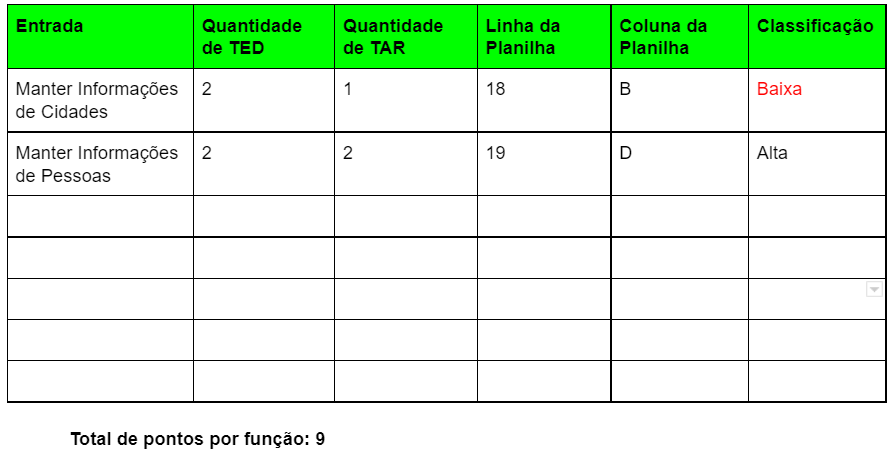 Entrada
Quantidade
de TED
Quantidade
de TAR
Linha da
Planilha
Coluna da
Planilha
Classificação
Manter Informações
de Cidades
2
1
18
B
Baixa
Manter Informações
de Pessoas
2
2
19
D
Alta
Total de pontos por função: 9